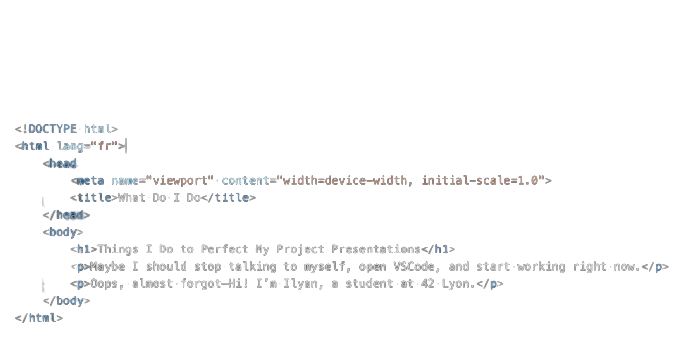 <!DOCTYPE html>
<html lang="fr">
<head
<meta name="viewport" content="width=device-width, initial-scale=1.0">
<title>What Do I Do</title>
</head>
<body>
<h1>Things I Do to Perfect My Project Presentations</h1>
<p>Maybe I should stop talking to myself, open VSCode, and start working right now.</p>
<p>Oops, almost forgot—Hi! I'm Ilyan, a student at 42 Lyon.</p>
</body>
</html>